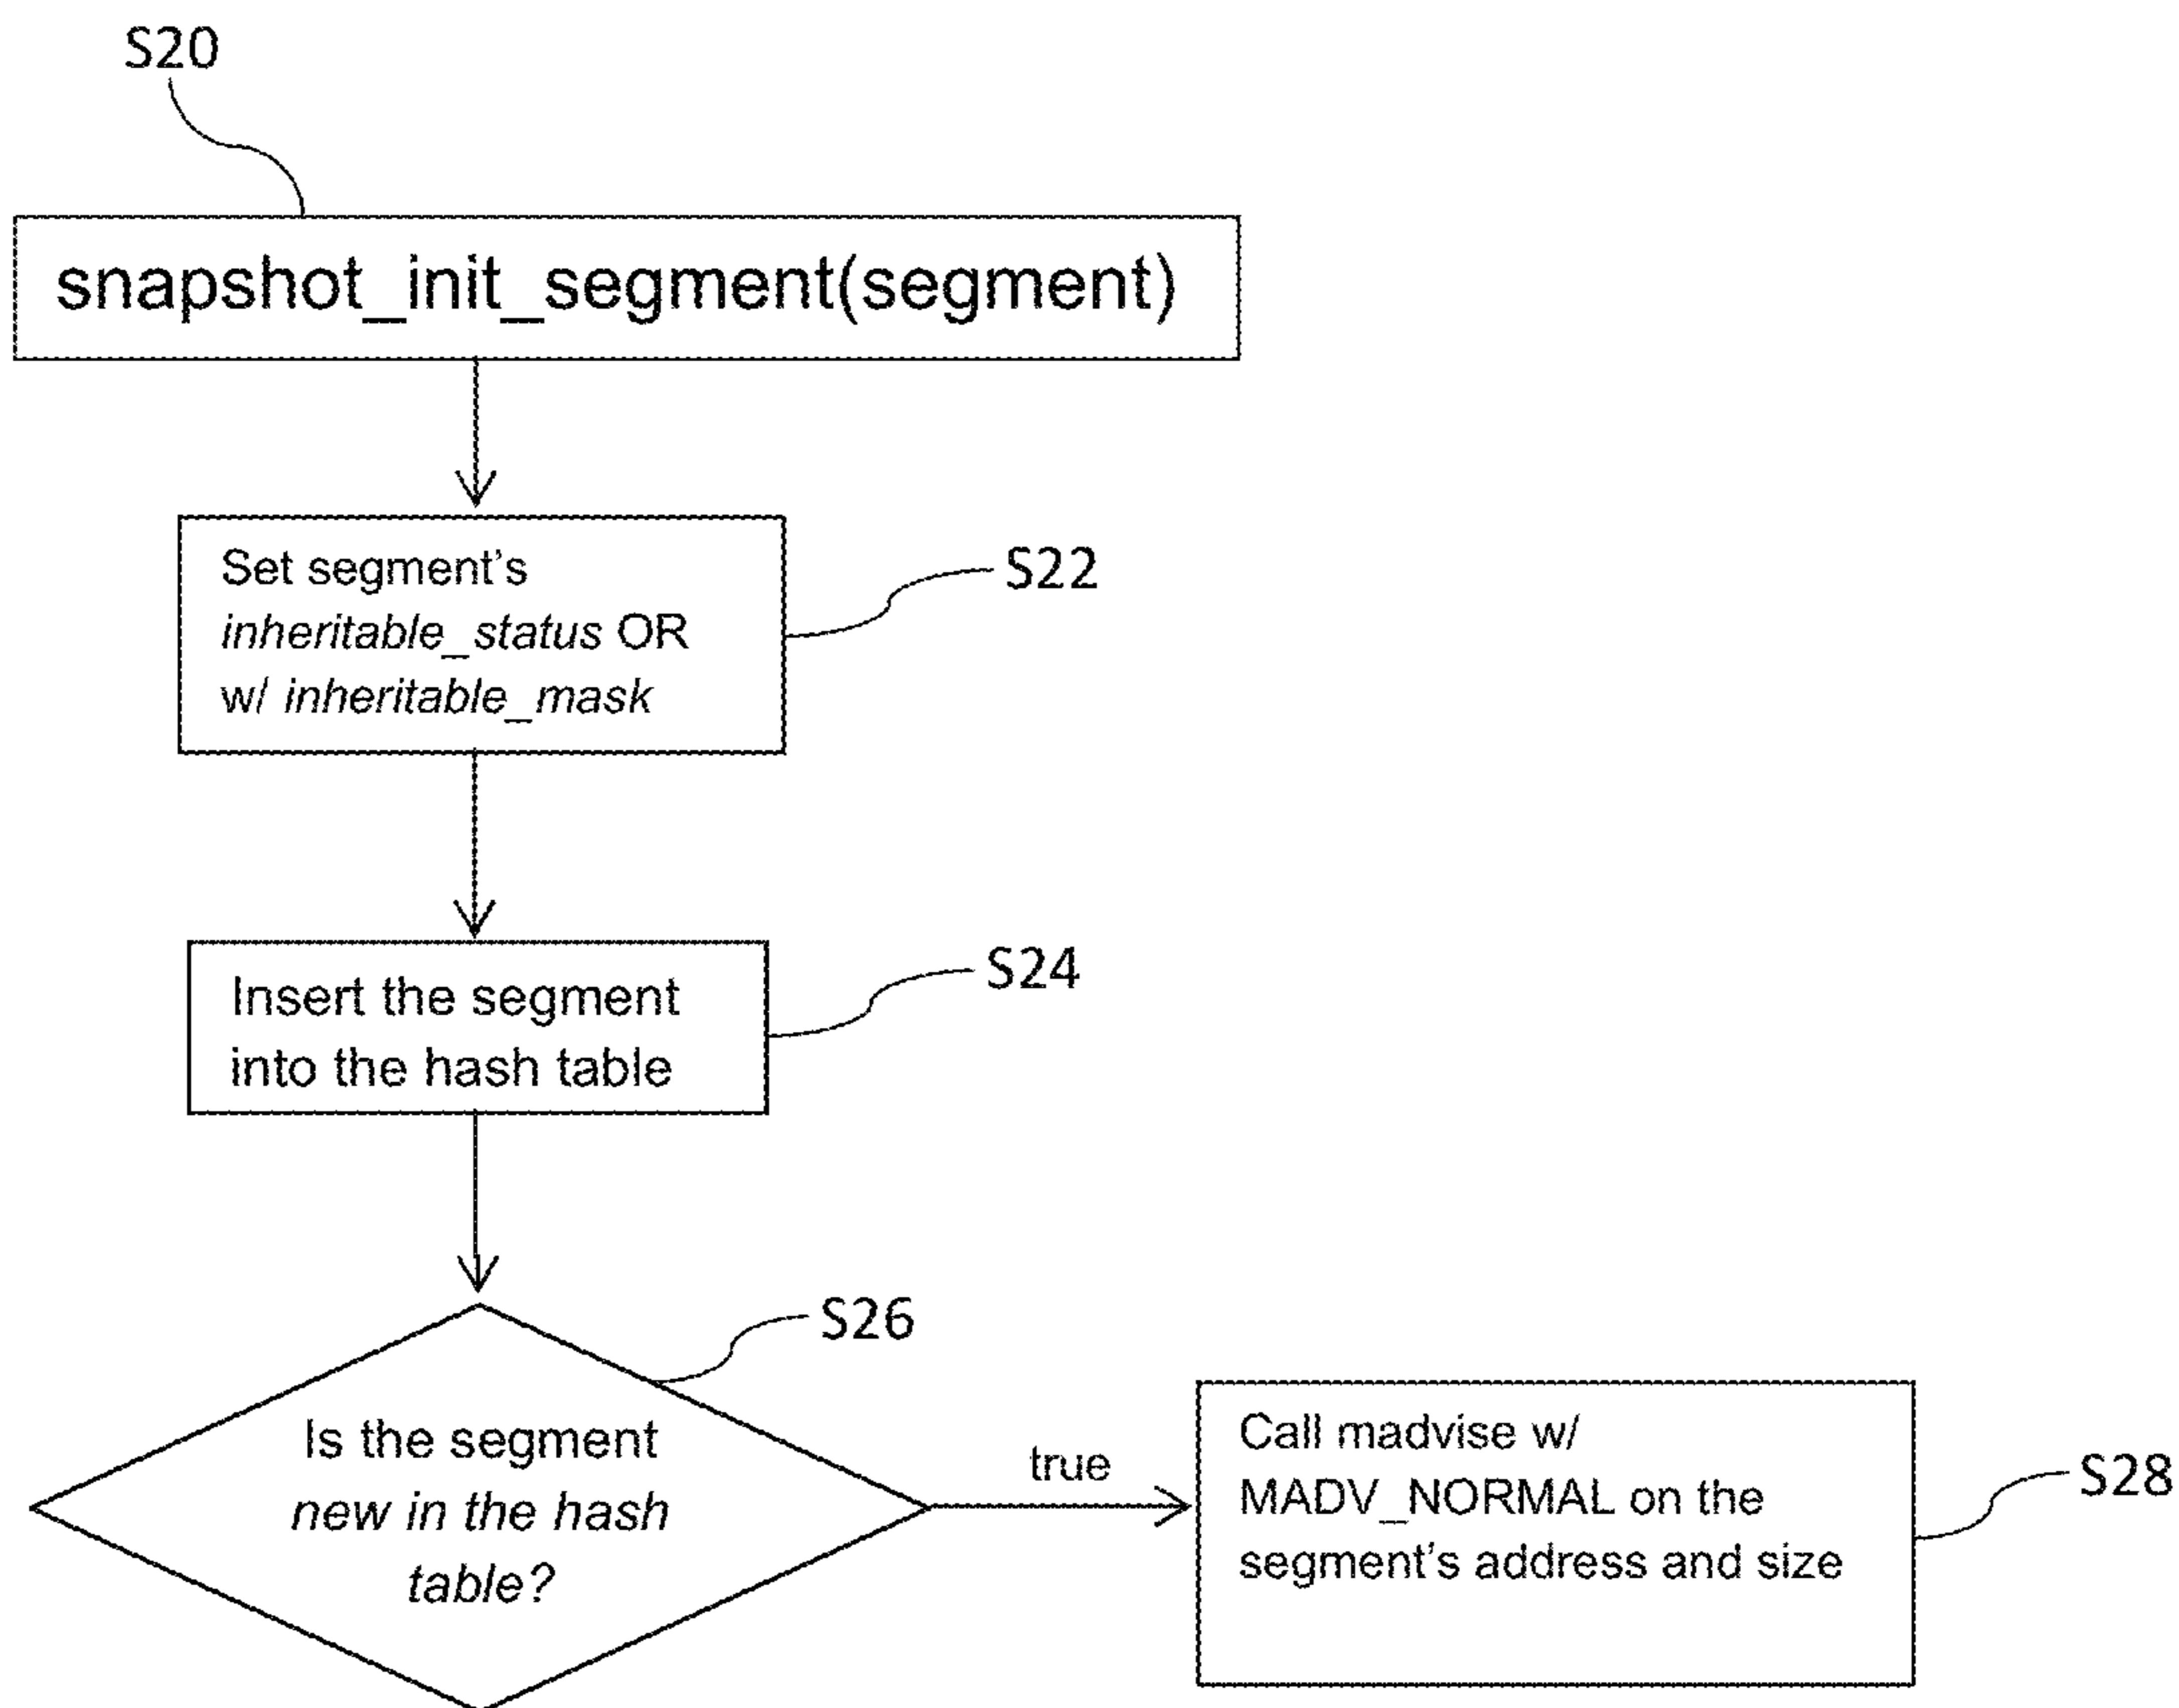 S20
snapshot_init_segment(segment)
Set segment's
inheritable_status OR
w/ inheritable_mask
S22
Insert the segment
into the hash table
S24
S26
Is the segment
new in the hash
table?
true
Call madvise w/
MADV_NORMAL on the
segment's address and size
S28